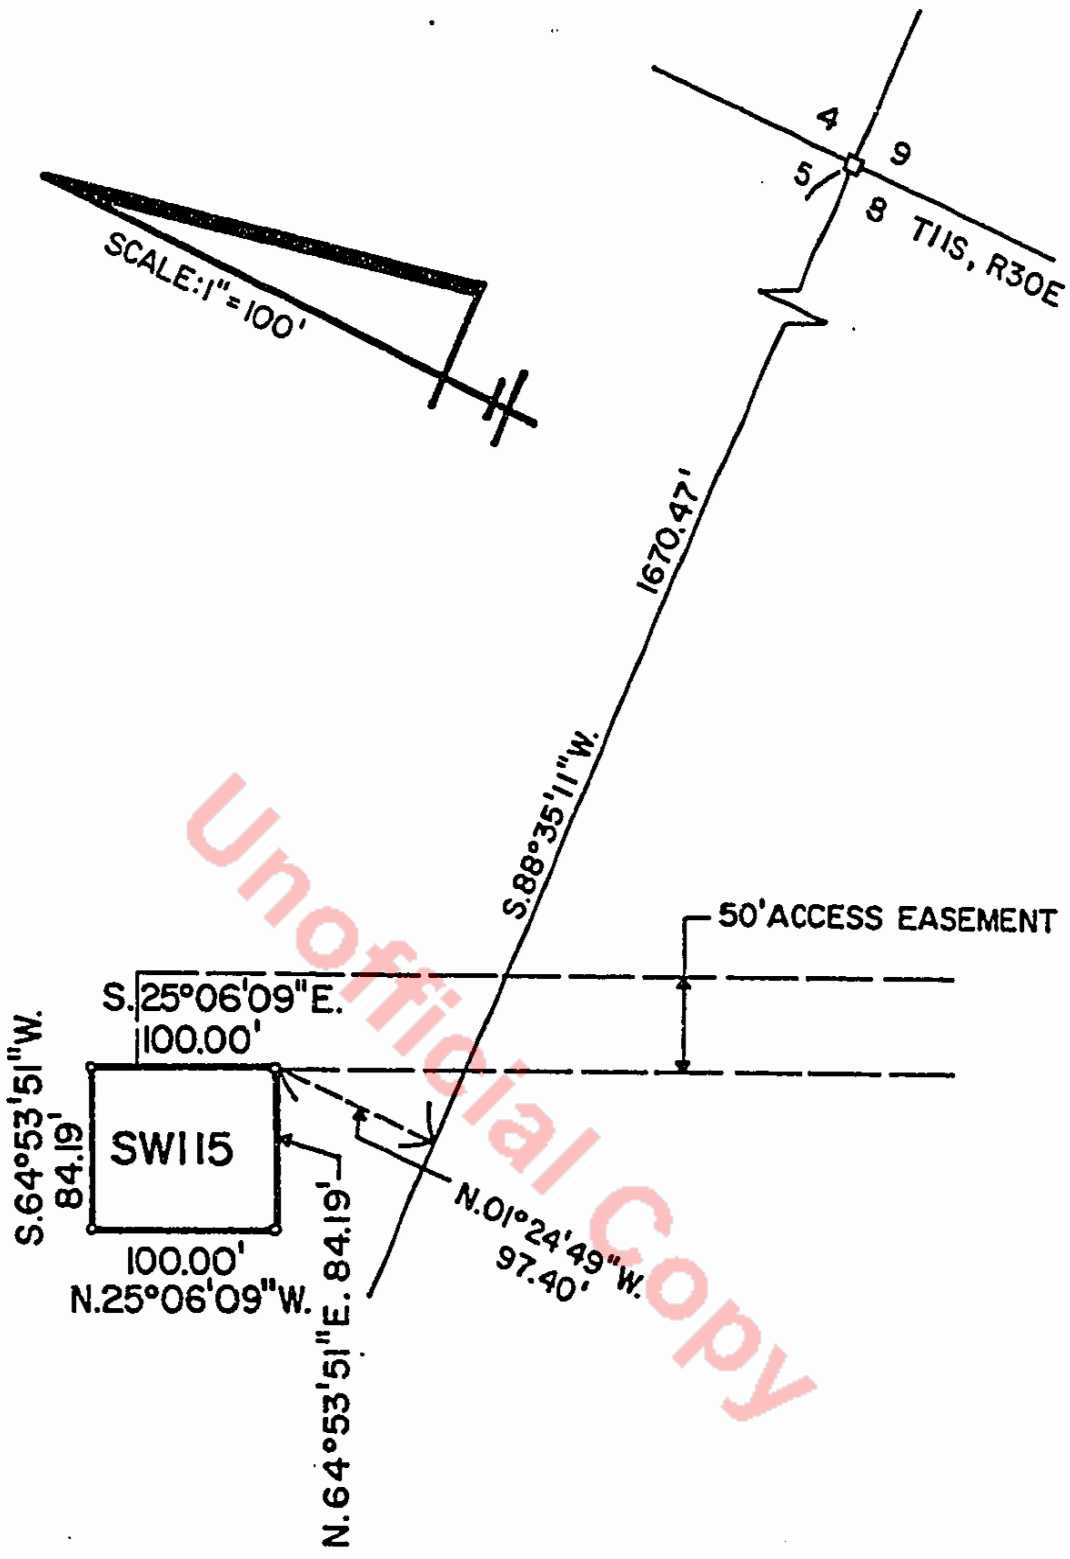 4
9
5
8
T11S, R30E
SCALE: 1" = 100'
1670.47'
S.88°35'11"W.
50' ACCESS EASEMENT
S.25°06'09"E.
100.00'
S.64°53'51"W.
84.19'
SW115
100.00'
N.25°06'09"W.
N.64°53'51"E. 84.19'
N.01°24'49"W.
97.40'
Unofficial Copy